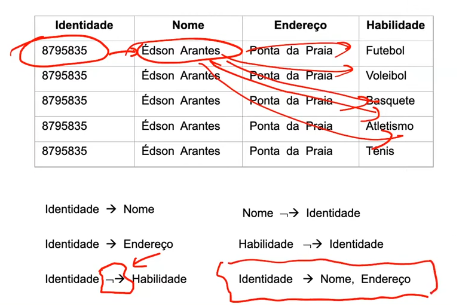 Identidade Nome Endereço Habilidade
8795835 Édson Arantes Ponta da Praia Futebol
8795835 Édson Arantes Ponta da Praia Voleibol
8795835 Édson Arantes Ponta da Praia Basquete
8795835 Édson Arantes Ponta da Praia Atletismo
8795835 Édson Arantes Ponta da Praia Tênis
Identidade → Nome
Nome ¬→ Identidade
Identidade → Endereço
Habilidade ¬→ Identidade
Identidade ¬→ Habilidade
Identidade → Nome, Endereço